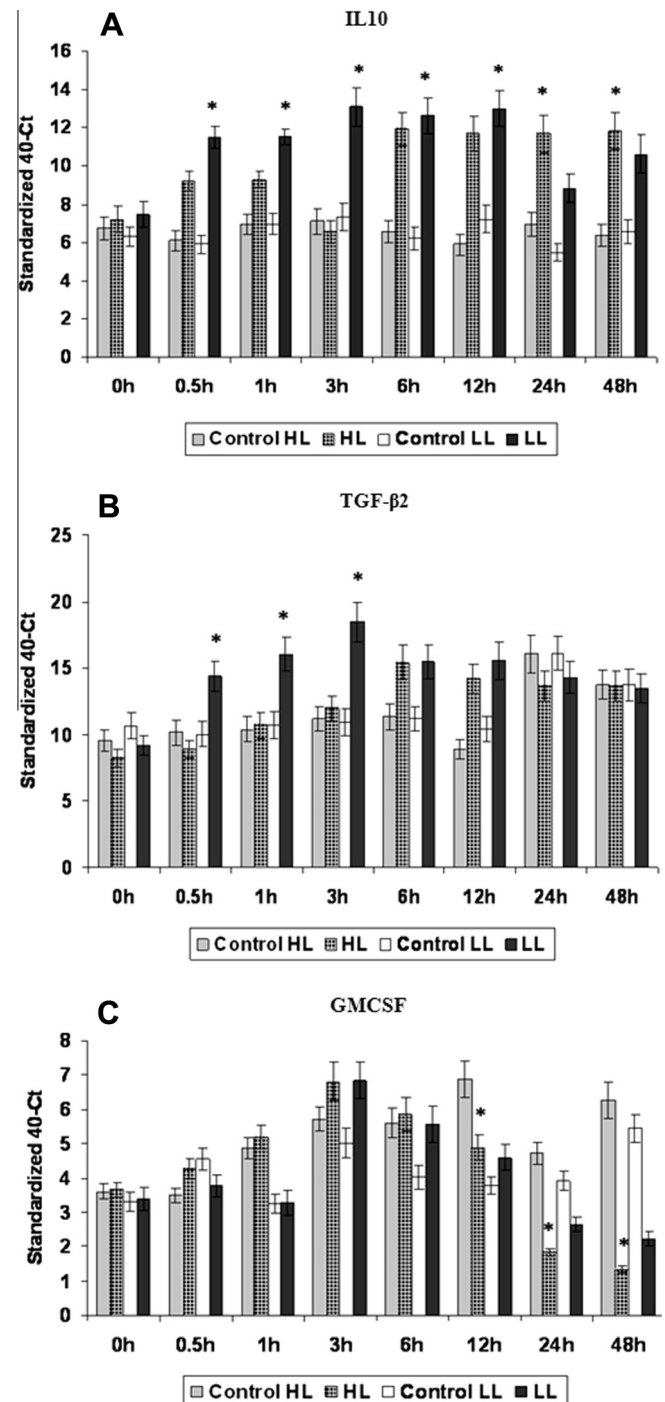 A
IL10
Standardized 40-Ct
16
14
12
10
8
6
4
2
0
* * * * * * *
0h 0.5h 1h 3h 6h 12h 24h 48h
Control HL HL Control LL LL
B
TGF-β2
Standardized 40-Ct
25
20
15
10
5
0
* * *
0h 0.5h 1h 3h 6h 12h 24h 48h
Control HL HL Control LL LL
C
GMCSF
Standardized 40-Ct
8
7
6
5
4
3
2
1
0
* * *
0h 0.5h 1h 3h 6h 12h 24h 48h
Control HL HL Control LL LL